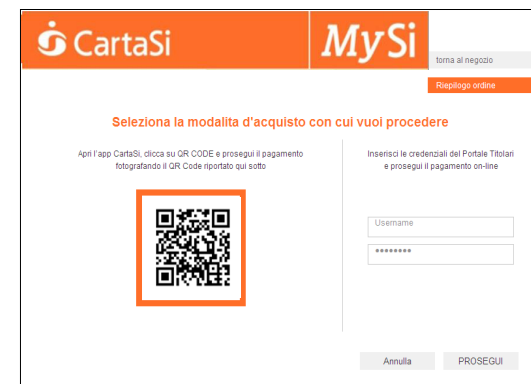 CartaSi
MySi
torna al negozio
Riepilogo ordine
Seleziona la modalita d'acquisto con cui vuoi procedere
Apri l'app CartaSi, clicca su QR CODE e prosegui il pagamento
fotografando il QR Code riportato qui sotto
Inserisci le credenziali del Portale Titolari
e prosegui il pagamento on-line
Username
********
Annulla
PROSEGUI